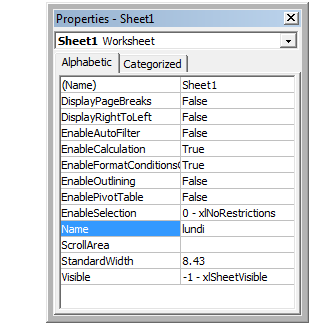 Properties - Sheet1
Sheet1 Worksheet
Alphabetic Categorized
(Name) Sheet1
DisplayPageBreaks False
DisplayRightToLeft False
EnableAutoFilter False
EnableCalculation True
EnableFormatConditionsC True
EnableOutlining False
EnablePivotTable False
EnableSelection 0 - xlNoRestrictions
Name lundi
ScrollArea
StandardWidth 8.43
Visible -1 - xlSheetVisible